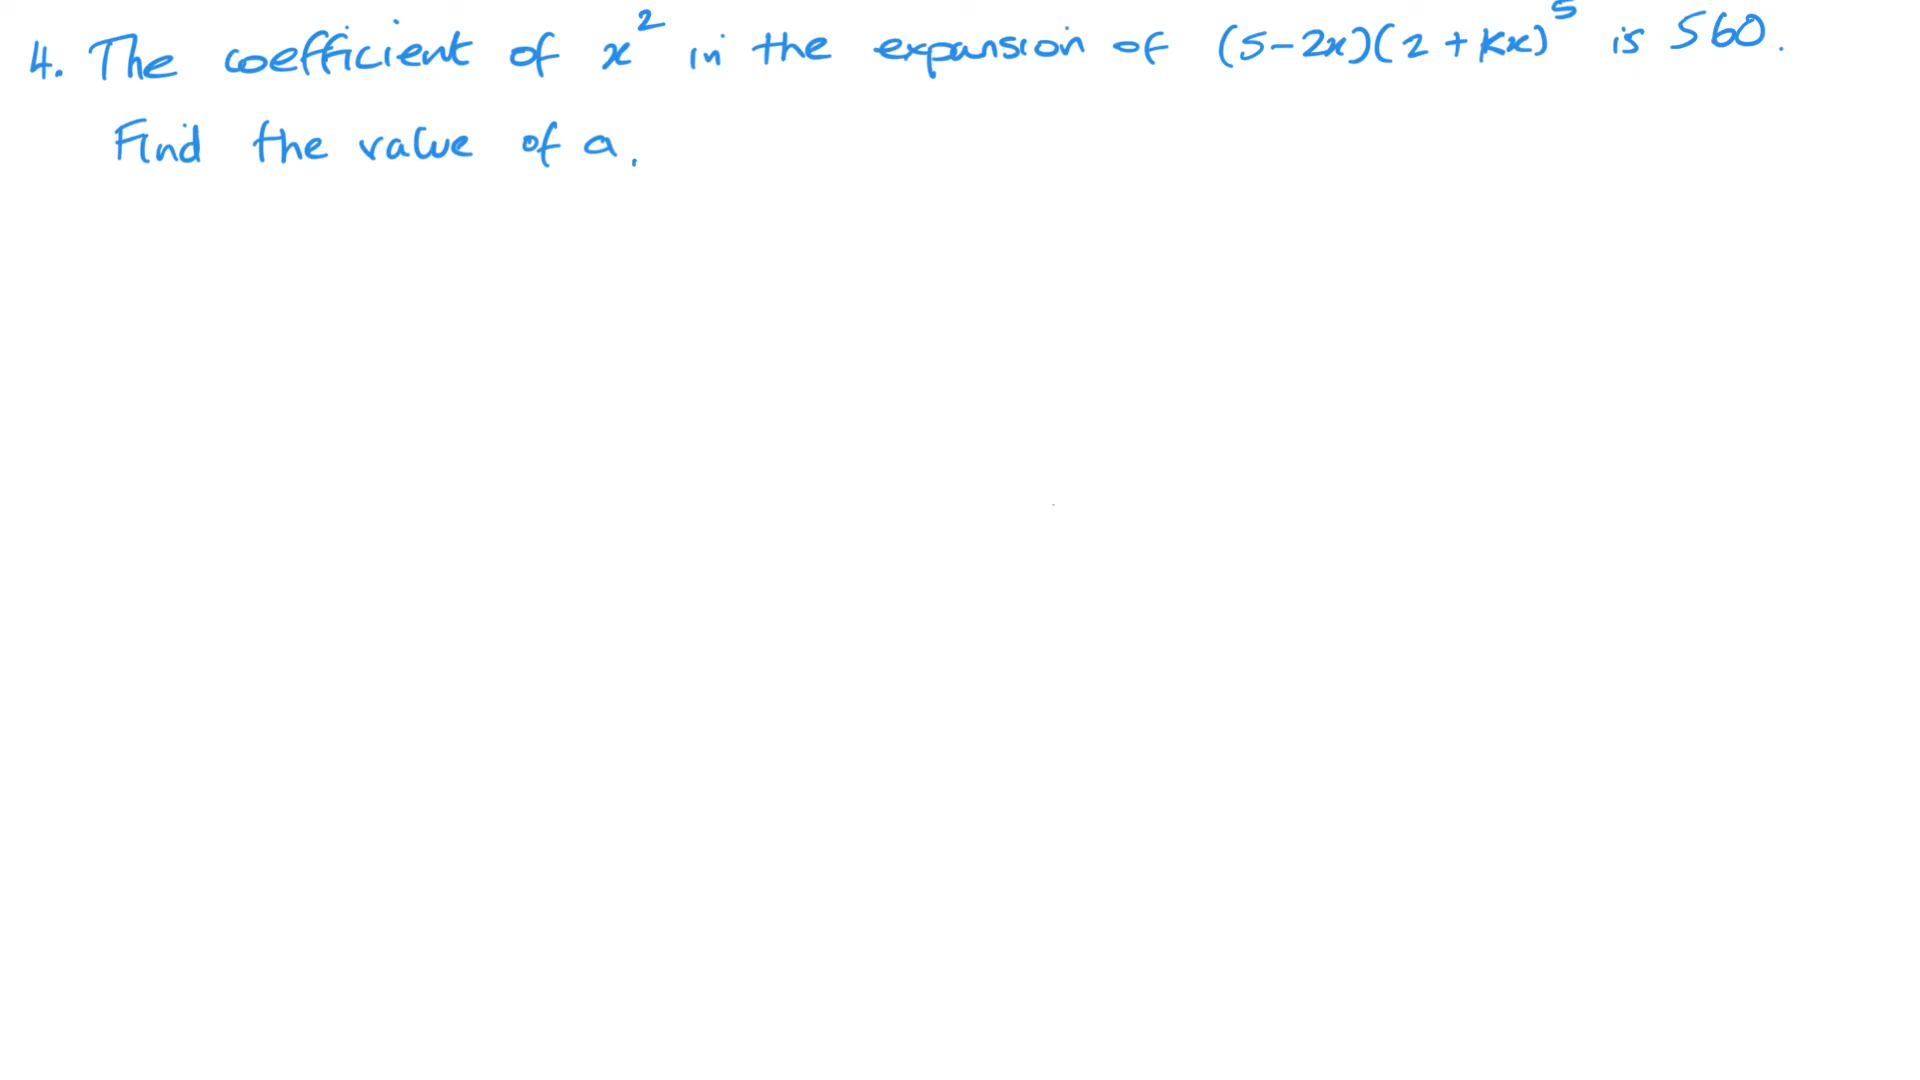 4. The coefficient of x² in the expansion of (5-2x)(2+kx)⁵ is 560.
Find the value of a.